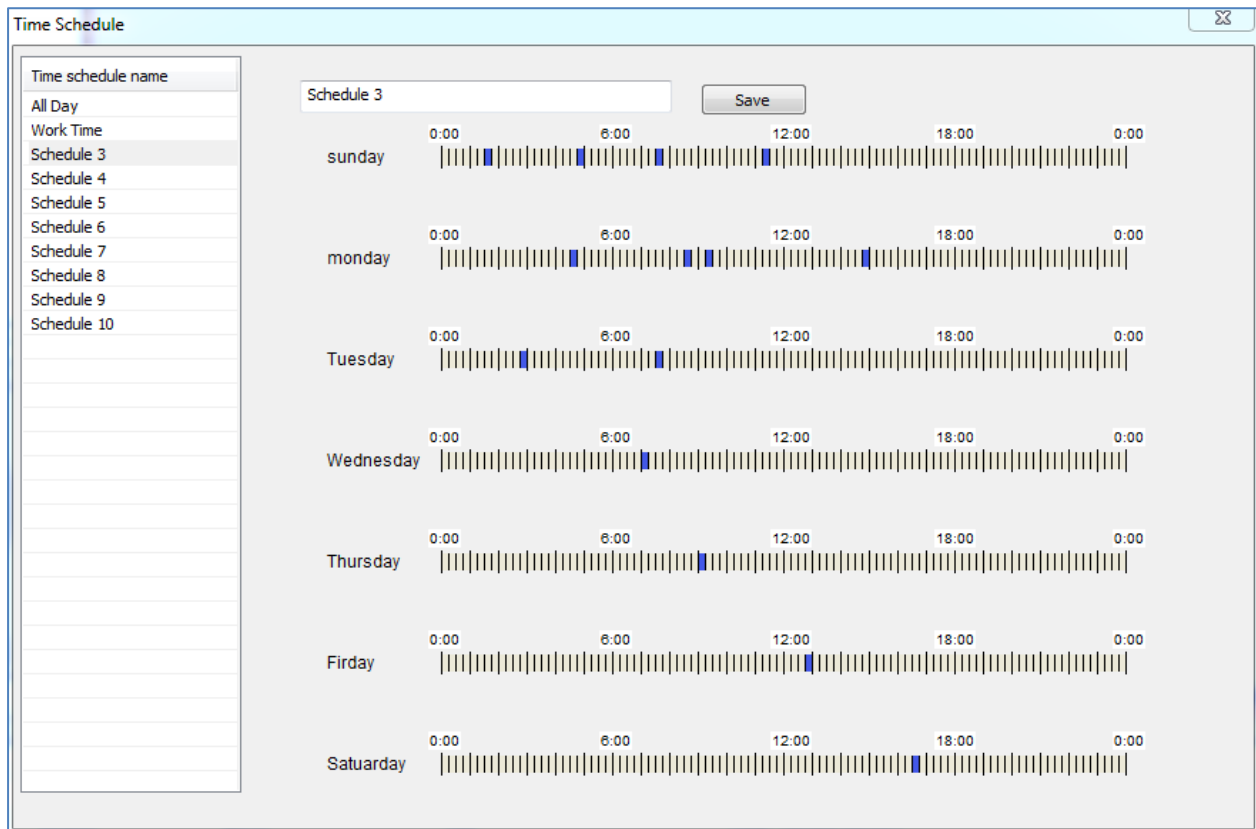 Time Schedule
Time schedule name
All Day
Work Time
Schedule 3
Schedule 4
Schedule 5
Schedule 6
Schedule 7
Schedule 8
Schedule 9
Schedule 10
Schedule 3
Save
0:00 6:00 12:00 18:00 0:00
sunday
0:00 6:00 12:00 18:00 0:00
monday
0:00 6:00 12:00 18:00 0:00
Tuesday
0:00 6:00 12:00 18:00 0:00
Wednesday
0:00 6:00 12:00 18:00 0:00
Thursday
0:00 6:00 12:00 18:00 0:00
Firday
0:00 6:00 12:00 18:00 0:00
Satuarday